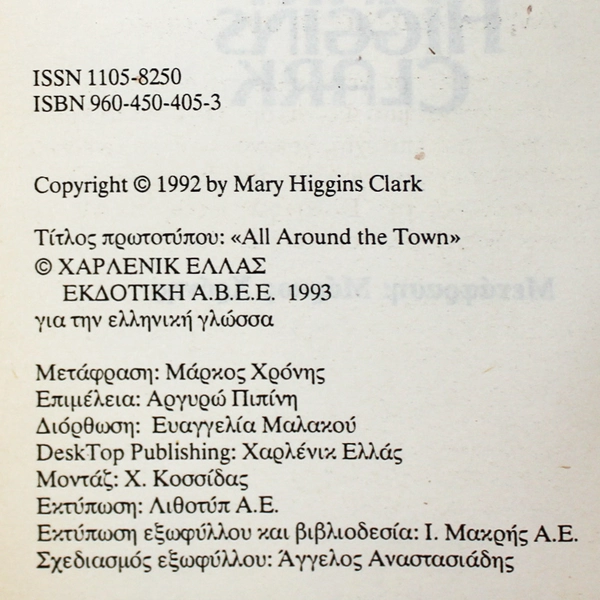 HIGGINS
CLARK
ISSN 1105-8250
ISBN 960-450-405-3
Copyright © 1992 by Mary Higgins Clark
Τίτλος πρωτοτύπου: «All Around the Town»
© ΧΑΡΛΕΝΙΚ ΕΛΛΑΣ
ΕΚΔΟΤΙΚΗ Α.Β.Ε.Ε. 1993
για την ελληνική γλώσσα
Μετάφραση: Μάρκος Χρόνης
Επιμέλεια: Αργυρώ Πιπίνη
Διόρθωση: Ευαγγελία Μαλακού
DeskTop Publishing: Χαρλένικ Ελλάς
Μοντάζ: Χ. Κοσσίδας
Εκτύπωση: Λιθοτύπ Α.Ε.
Εκτύπωση εξωφύλλου και βιβλιοδεσία: Ι. Μακρής Α.Ε.
Σχεδιασμός εξωφύλλου: Άγγελος Αναστασιάδης